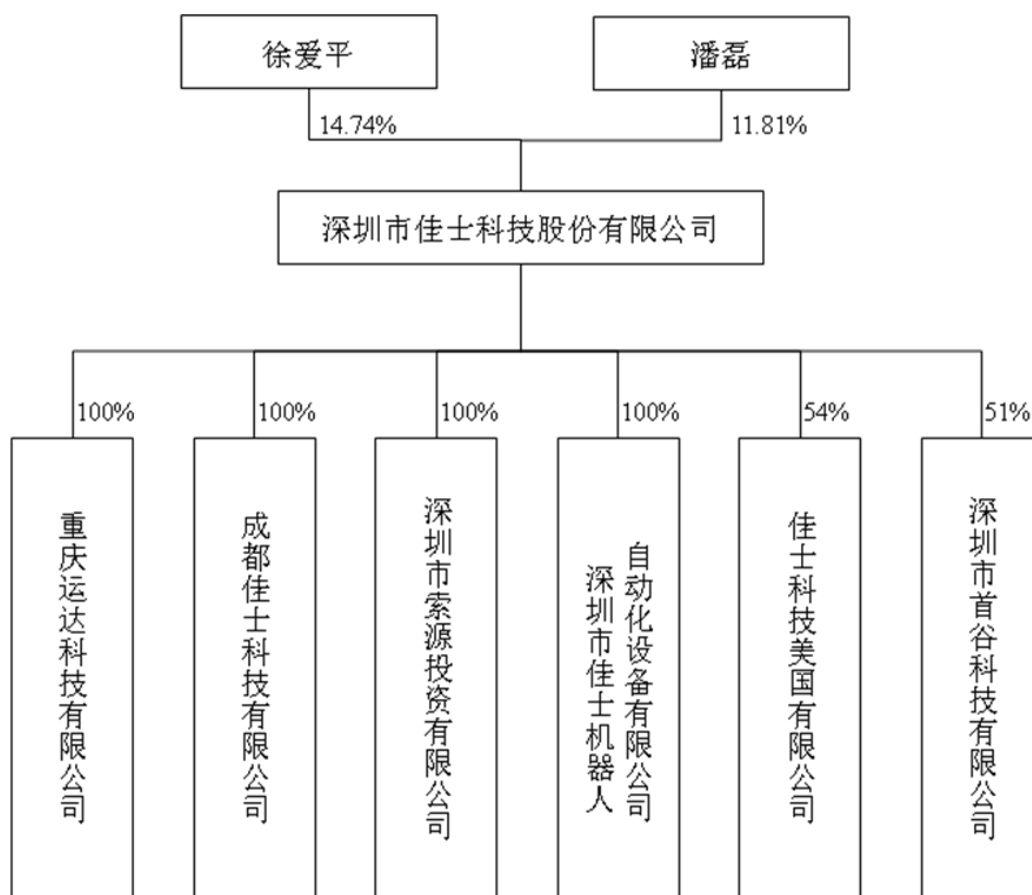 徐爱平
潘磊
14.74%
11.81%
深圳市佳士科技股份有限公司
100%
100%
100%
100%
54%
51%
重庆运达科技有限公司
成都佳士科技有限公司
深圳市索源投资有限公司
深圳市佳士机器人
自动化设备有限公司
佳士科技美国有限公司
深圳市首谷科技有限公司